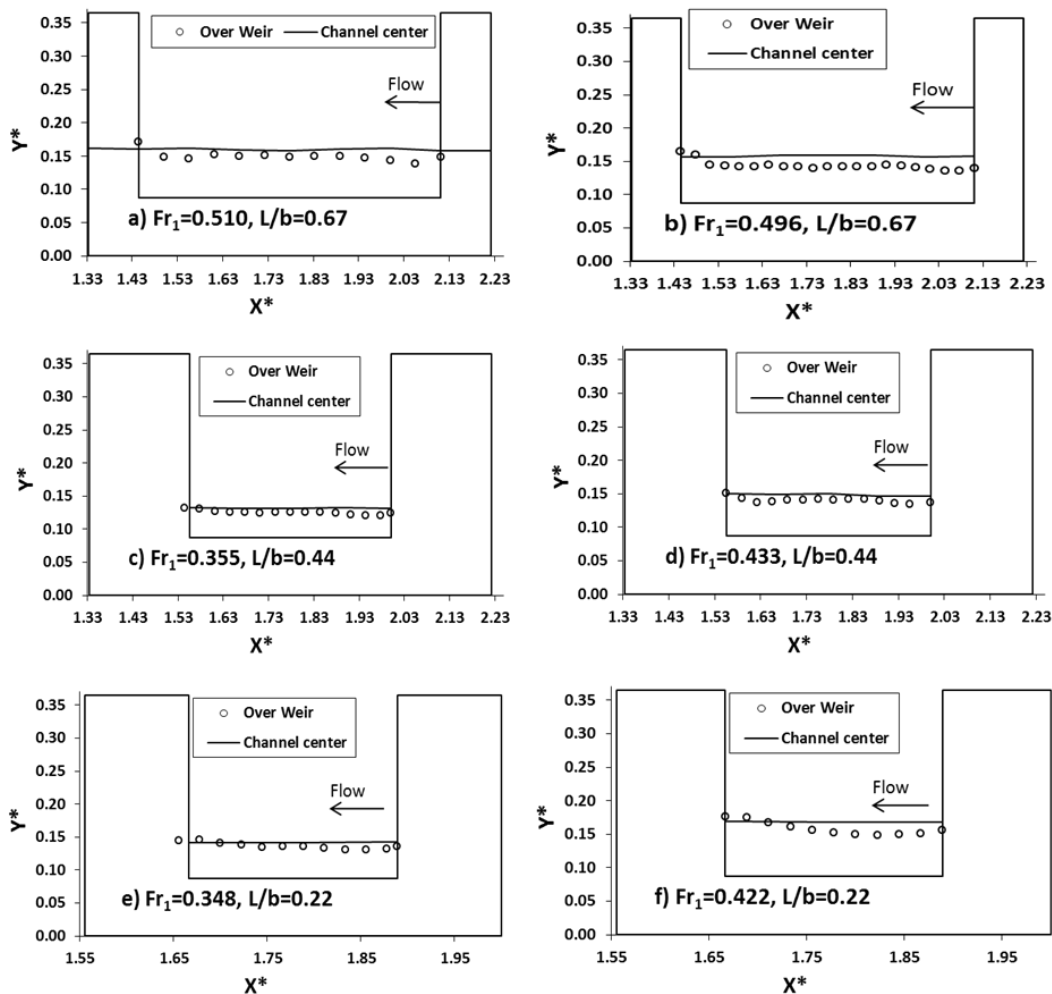 Over Weir Channel center
Flow
Y*
0.35
0.30
0.25
0.20
0.15
0.10
0.05
0.00
a) Fr₁=0.510, L/b=0.67
1.33 1.43 1.53 1.63 1.73 1.83 1.93 2.03 2.13 2.23
X*
Over Weir
Channel center
Flow
Y*
0.35
0.30
0.25
0.20
0.15
0.10
0.05
0.00
b) Fr₁=0.496, L/b=0.67
1.33 1.43 1.53 1.63 1.73 1.83 1.93 2.03 2.13 2.23
X*
Over Weir
Channel center
Flow
Y*
0.35
0.30
0.25
0.20
0.15
0.10
0.05
0.00
c) Fr₁=0.355, L/b=0.44
1.33 1.43 1.53 1.63 1.73 1.83 1.93 2.03 2.13 2.23
X*
Over Weir
Channel center
Flow
Y*
0.35
0.30
0.25
0.20
0.15
0.10
0.05
0.00
d) Fr₁=0.433, L/b=0.44
1.33 1.43 1.53 1.63 1.73 1.83 1.93 2.03 2.13 2.23
X*
Over Weir
Channel center
Flow
Y*
0.35
0.30
0.25
0.20
0.15
0.10
0.05
0.00
e) Fr₁=0.348, L/b=0.22
1.55 1.65 1.75 1.85 1.95
X*
Over Weir
Channel center
Flow
Y*
0.35
0.30
0.25
0.20
0.15
0.10
0.05
0.00
f) Fr₁=0.422, L/b=0.22
1.55 1.65 1.75 1.85 1.95
X*